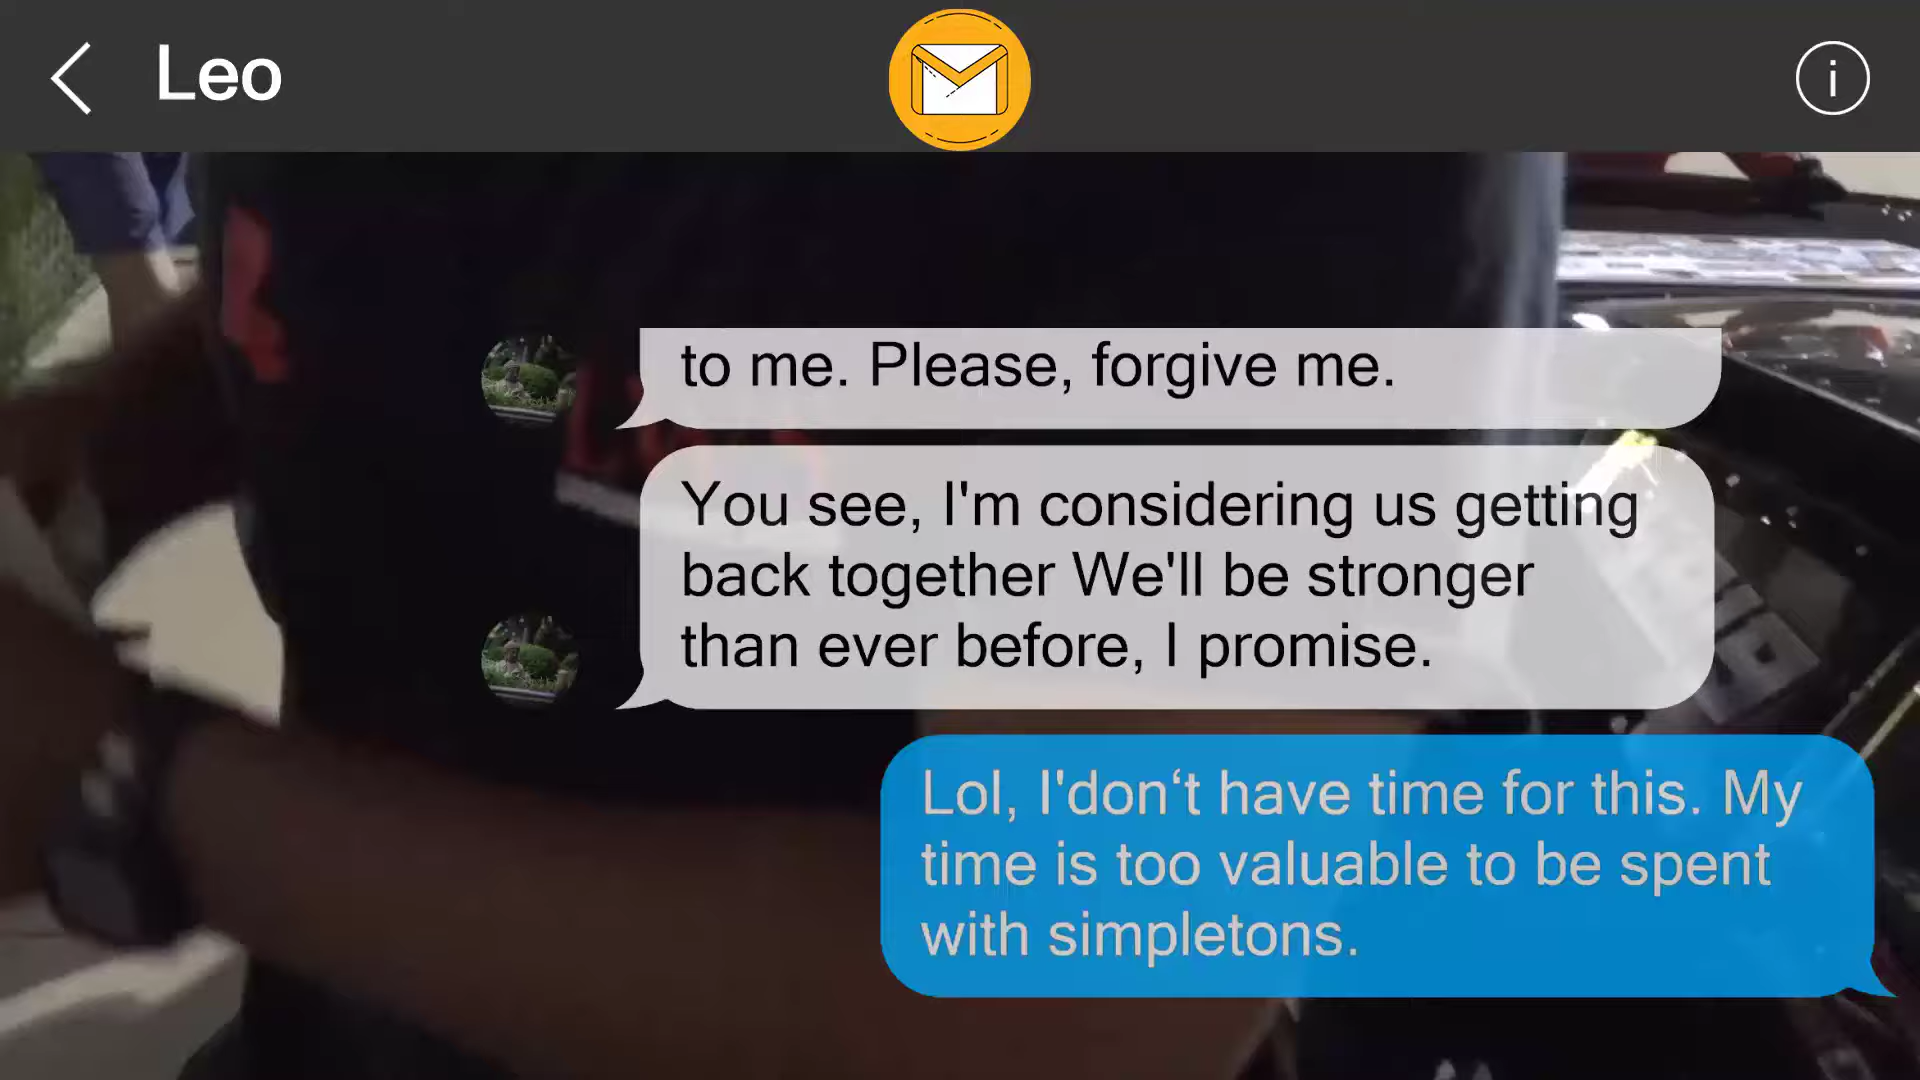 Leo
to me. Please, forgive me.
You see, I'm considering us getting
back together We'll be stronger
than ever before, I promise.
Lol, I'don‘t have time for this. My
time is too valuable to be spent
with simpletons.